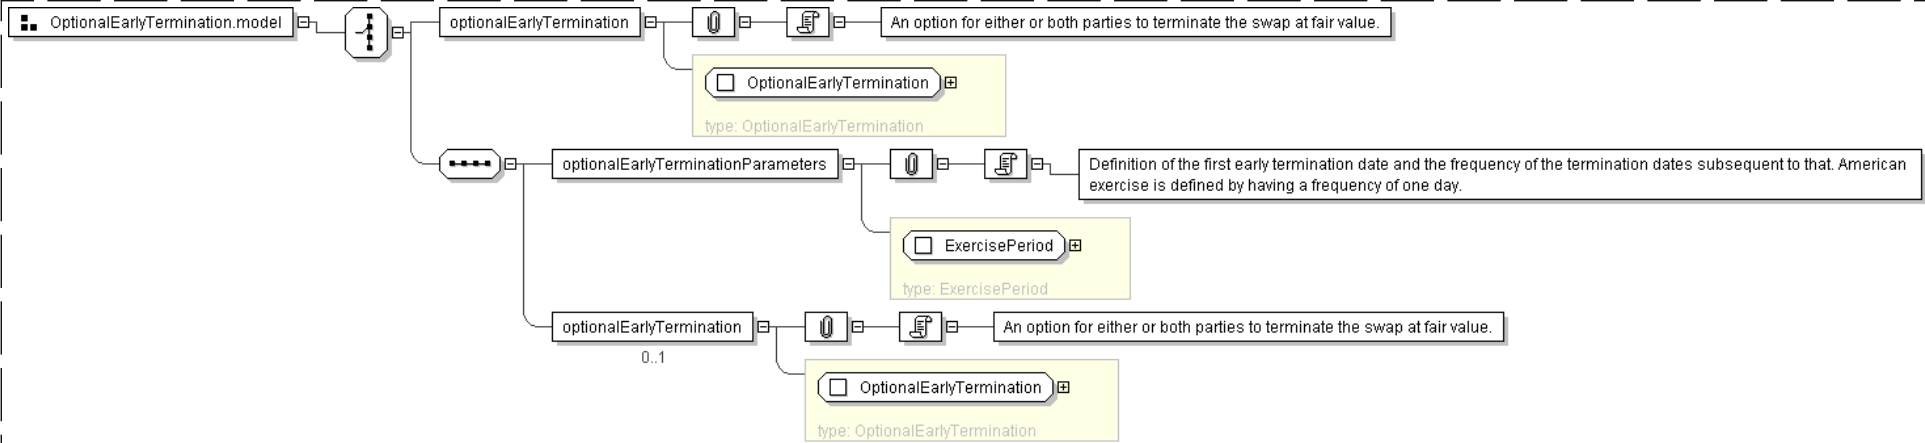 OptionalEarlyTermination.model
optionalEarlyTermination
An option for either or both parties to terminate the swap at fair value.
OptionalEarlyTermination
type: OptionalEarlyTermination
optionalEarlyTerminationParameters
Definition of the first early termination date and the frequency of the termination dates subsequent to that. American
exercise is defined by having a frequency of one day.
ExercisePeriod
type: ExercisePeriod
optionalEarlyTermination
An option for either or both parties to terminate the swap at fair value.
0..1
OptionalEarlyTermination
type: OptionalEarlyTermination